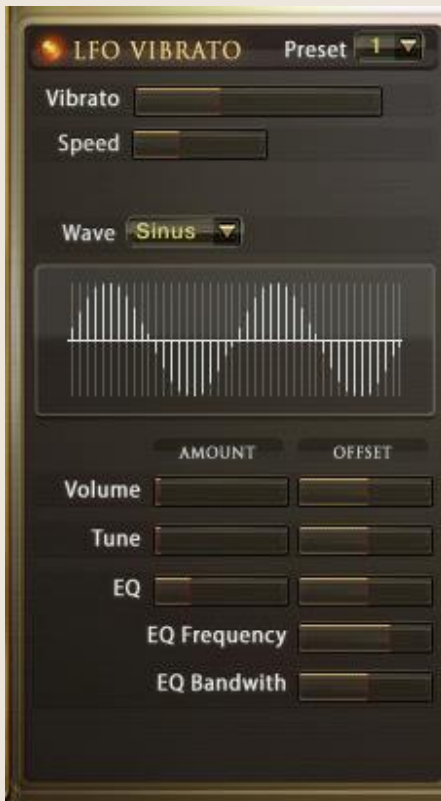 LFO VIBRATO Preset 1
Vibrato
Speed
Wave Sinus
AMOUNT OFFSET
Volume
Tune
EQ
EQ Frequency
EQ Bandwith